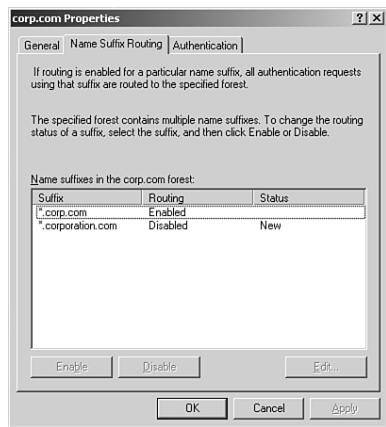 corp.com Properties
General Name Suffix Routing Authentication
If routing is enabled for a particular name suffix, all authentication requests
using that suffix are routed to the specified forest.
The specified forest contains multiple name suffixes. To change the routing
status of a suffix, select the suffix, and then click Enable or Disable.
Name suffixes in the corp.com forest:
Suffix Routing Status
*.corp.com Enabled
*.corporation.com Disabled New
Enable Disable Edit...
OK Cancel Apply